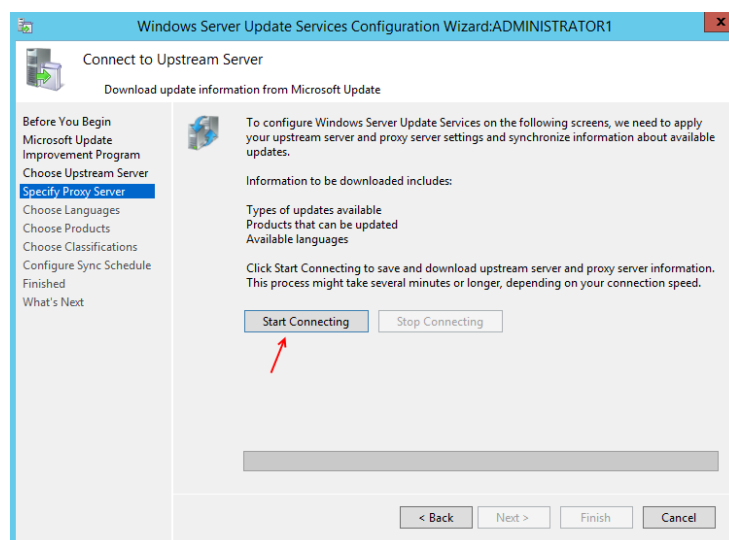 Windows Server Update Services Configuration Wizard:ADMINISTRATOR1
x
Connect to Upstream Server
Download update information from Microsoft Update
Before You Begin
Microsoft Update
Improvement Program
Choose Upstream Server
Specify Proxy Server
Choose Languages
Choose Products
Choose Classifications
Configure Sync Schedule
Finished
What's Next
To configure Windows Server Update Services on the following screens, we need to apply
your upstream server and proxy server settings and synchronize information about available
updates.
Information to be downloaded includes:
Types of updates available
Products that can be updated
Available languages
Click Start Connecting to save and download upstream server and proxy server information.
This process might take several minutes or longer, depending on your connection speed.
Start Connecting
Stop Connecting
< Back
Next >
Finish
Cancel